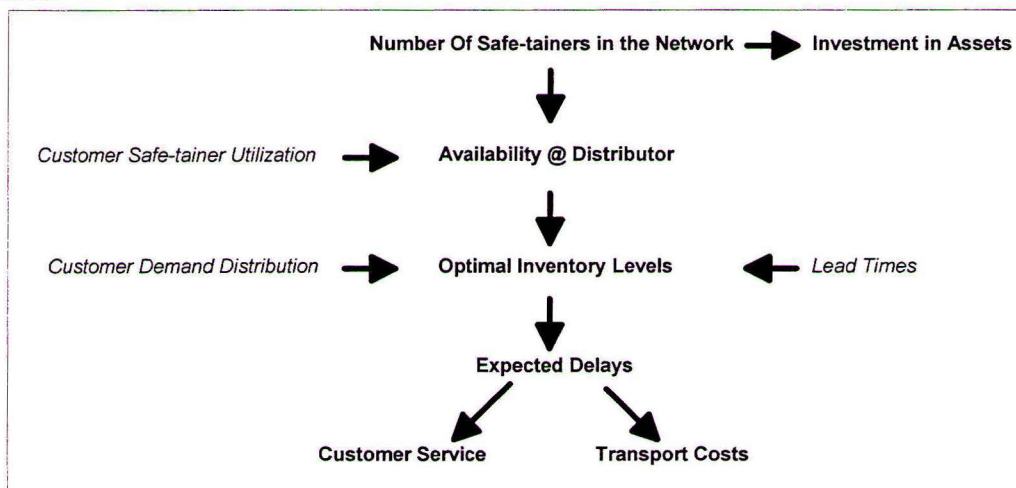 Number Of Safe-tainers in the Network
Investment in Assets
Customer Safe-tainer Utilization
Availability @ Distributor
Customer Demand Distribution
Optimal Inventory Levels
Lead Times
Expected Delays
Customer Service
Transport Costs